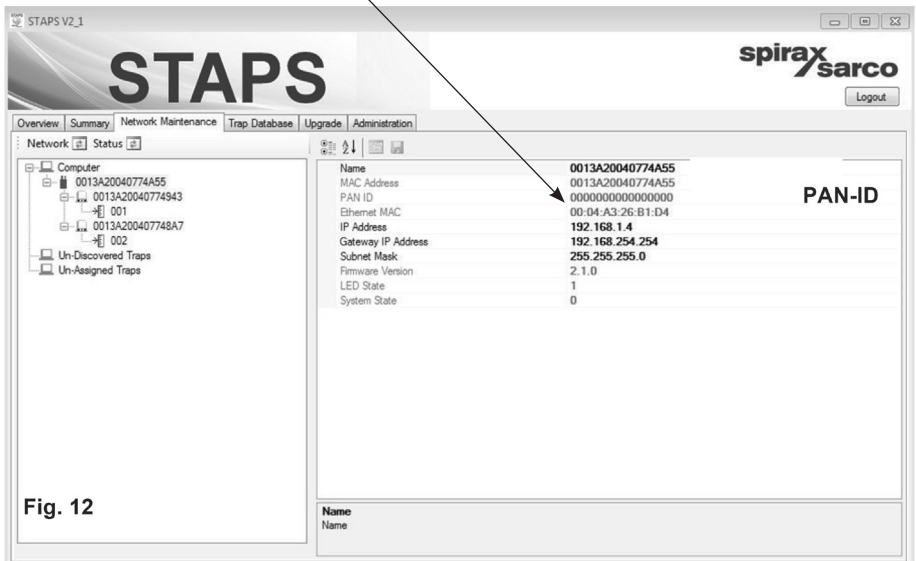 STAPS V2_1
STAPS
spirax
sarco
Logout
Overview Summary Network Maintenance Trap Database Upgrade Administration
Network Status
Computer
0013A20040774A55
0013A20040774943
001
0013A200407748A7
002
Un-Discovered Traps
Un-Assigned Traps
Name 0013A20040774A55
MAC Address 0013A20040774A55
PAN ID 0000000000000000 PAN-ID
Ethernet MAC 00:04:A3:26:B1:D4
IP Address 192.168.1.4
Gateway IP Address 192.168.254.254
Subnet Mask 255.255.255.0
Firmware Version 2.1.0
LED State 1
System State 0
Fig. 12
Name
Name